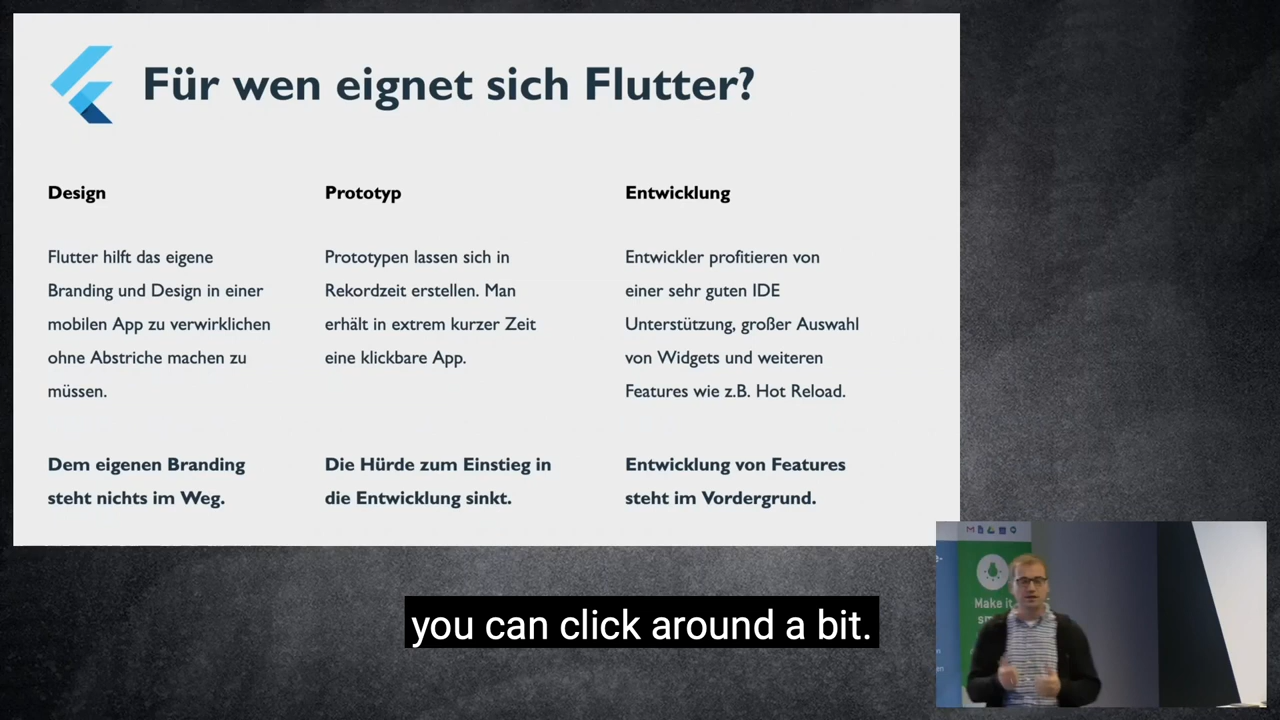 Für wen eignet sich Flutter?
Design
Flutter hilft das eigene
Branding und Design in einer
mobilen App zu verwirklichen
ohne Abstriche machen zu
müssen.
Dem eigenen Branding
steht nichts im Weg.
Prototyp
Prototypen lassen sich in
Rekordzeit erstellen. Man
erhält in extrem kurzer Zeit
eine klickbare App.
Die Hürde zum Einstieg in
die Entwicklung sinkt.
Entwicklung
Entwickler profitieren von
einer sehr guten IDE
Unterstützung, großer Auswahl
von Widgets und weiteren
Features wie z.B. Hot Reload.
Entwicklung von Features
steht im Vordergrund.
Make it
you can click around a bit.